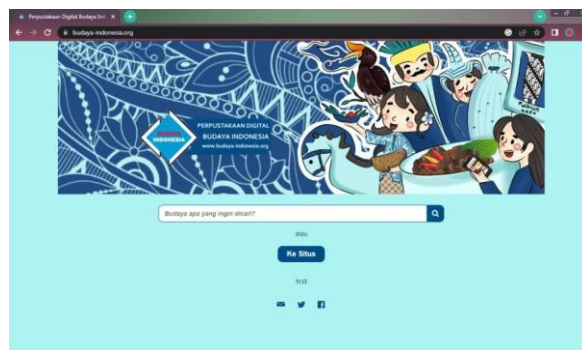 Perpustakaan Digital Budaya Ind
budaya-indonesia.org
BUDAYA
INDONESIA
PERPUSTAKAAN DIGITAL
BUDAYA INDONESIA
www.budaya-indonesia.org
Budaya apa yang ingin dicari?
atau
Ke Situs